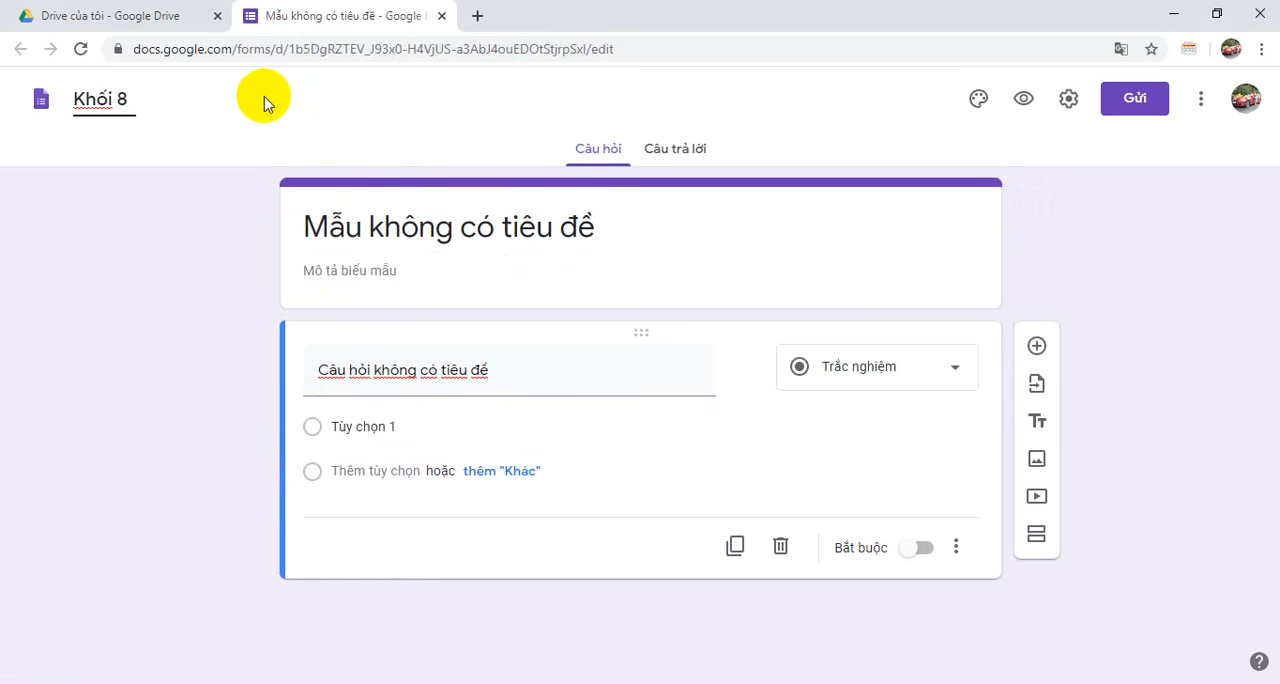 Drive của tôi - Google Drive
Mẫu không có tiêu đề - Google
docs.google.com/forms/d/1b5DgRZTEV_J93x0-H4VjUS-a3AbJ4ouEDOtStjrpSxI/edit
Khối 8
Gửi
Câu hỏi
Câu trả lời
Mẫu không có tiêu đề
Mô tả biểu mẫu
Câu hỏi không có tiêu đề
Trắc nghiệm
Tùy chọn 1
Thêm tùy chọn hoặc thêm "Khác"
Bắt buộc